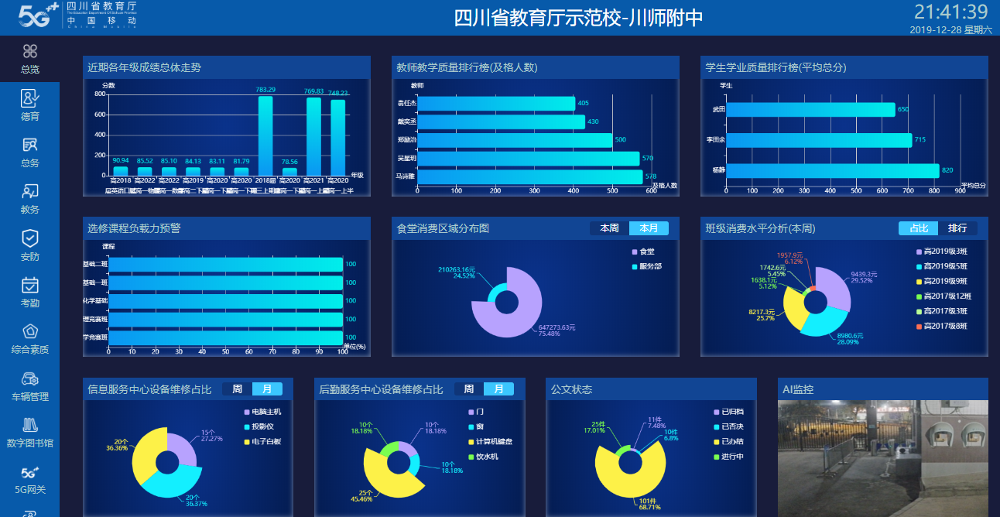 5G++
四川省教育厅
The Education Department Of Sichuan Province
中国移动
China Mobile
四川省教育厅示范校-川师附中
21:41:39
2019-12-28 星期六
总览
德育
总务
教务
安防
考勤
综合素质
车辆管理
数字图书馆
5G网关
近期各年级成绩总体走势
分数
800
600
400
200
0
90.94
85.52
85.10
84.13
83.11
81.79
783.29
78.56
769.83
748.23
高2018
高2022
高2022
高2019
高2020
高2020
2018届
高2020
高2021
高2020
年级
教师教学质量排行榜(及格人数)
教师
翕任杰
405
戴奕丞
430
郑勋治
500
吴星玥
570
马诗雅
578
0
100
200
300
400
500
600
及格人数
学生学业质量排行榜(平均总分)
学生
武田
650
李田余
715
杨静
820
0
100
200
300
400
500
600
700
800
900
平均总分
选修课程负载力预警
课程
基础二班
100
基础一班
100
化学基础
100
理竞赛班
100
学竞赛班
100
0
10
20
30
40
50
60
70
80
90
100
单位(%)
食堂消费区域分布图
本周
本月
210263.16元
24.52%
647273.63元
75.48%
食堂
服务部
班级消费水平分析(本周)
占比
排行
1957.9元
6.12%
1742.6元
5.45%
1638.1元
5.12%
8217.3元
25.7%
9439.3元
29.52%
8980.6元
28.09%
高2019级3班
高2019级5班
高2019级9班
高2017级12班
高2017级3班
高2017级8班
信息服务中心设备维修占比
周
月
20个
36.36%
15个
27.27%
20个
36.37%
电脑主机
投影仪
电子白板
后勤服务中心设备维修占比
周
月
10个
18.18%
10个
18.18%
10个
18.18%
25个
45.46%
门
窗
计算机键盘
饮水机
公文状态
25件
17.01%
11件
7.48%
10件
6.8%
101件
68.71%
已归档
已否决
已办结
进行中
AI监控